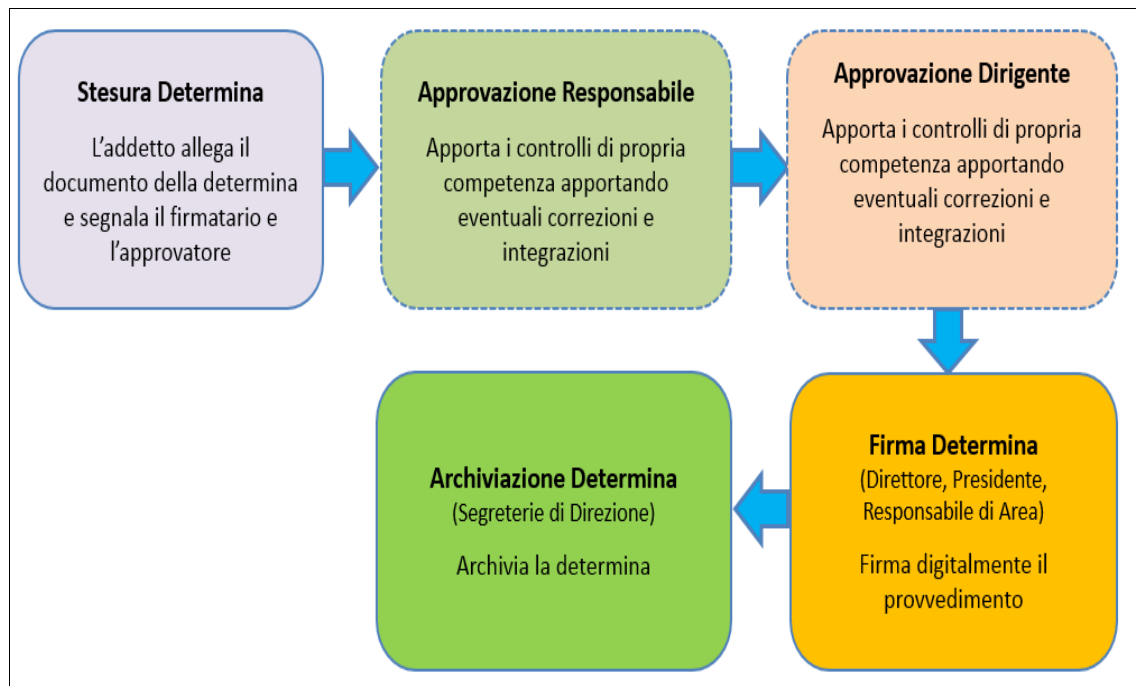 Stesura Determina
L'addetto allega il
documento della determina
e segnala il firmatario e
l'approvatore
Approvazione Responsabile
Apporta i controlli di propria
competenza apportando
eventuali correzioni e
integrazioni
Approvazione Dirigente
Apporta i controlli di propria
competenza apportando
eventuali correzioni e
integrazioni
Firma Determina
(Direttore, Presidente,
Responsabile di Area)
Firma digitalmente il
provvedimento
Archiviazione Determina
(Segreterie di Direzione)
Archivia la determina